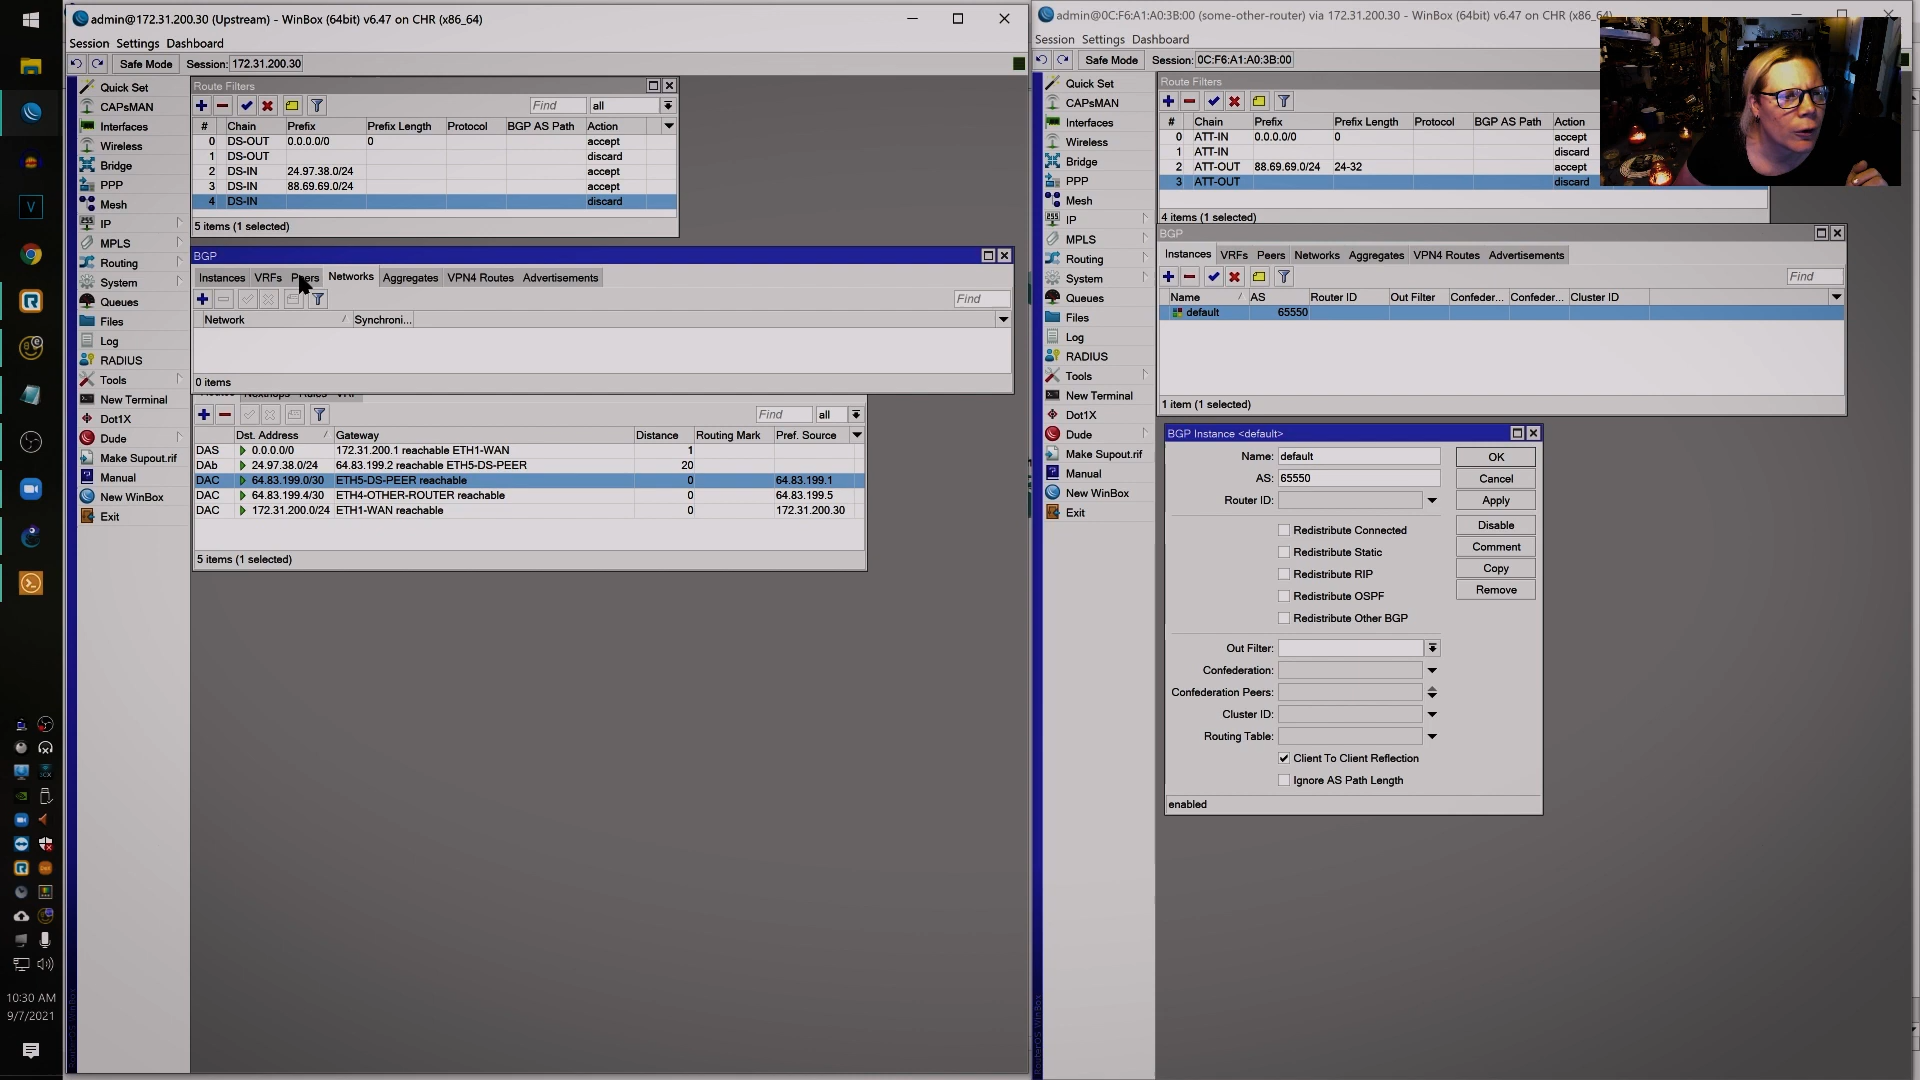 admin@172.31.200.30 (Upstream) - WinBox (64bit) v6.47 on CHR (x86_64)
Session Settings Dashboard
Safe Mode Session: 172.31.200.30
Quick Set
CAPsMAN
Interfaces
Wireless
Bridge
PPP
Mesh
IP
MPLS
Routing
System
Queues
Files
Log
RADIUS
Tools
New Terminal
Dot1X
Dude
Make Supout.rif
Manual
New WinBox
Exit
Route Filters
Find all
# Chain Prefix Prefix Length Protocol BGP AS Path Action
0 DS-OUT 0.0.0.0/0 0 accept
1 DS-OUT discard
2 DS-IN 24.97.38.0/24 accept
3 DS-IN 88.69.69.0/24 accept
4 DS-IN discard
5 items (1 selected)
BGP
Instances VRFs Peers Networks Aggregates VPN4 Routes Advertisements
Find
Network Synchroni...
0 items
Find all
Dst. Address Gateway Distance Routing Mark Pref. Source
DAS 0.0.0.0/0 172.31.200.1 reachable ETH1-WAN 1
DAb 24.97.38.0/24 64.83.199.2 reachable ETH5-DS-PEER 20
DAC 64.83.199.0/30 ETH5-DS-PEER reachable 0 64.83.199.1
DAC 64.83.199.4/30 ETH4-OTHER-ROUTER reachable 0 64.83.199.5
DAC 172.31.200.0/24 ETH1-WAN reachable 0 172.31.200.30
5 items (1 selected)
admin@0C:F6:A1:A0:3B:00 (some-other-router) via 172.31.200.30 - WinBox (64bit) v6.47 on CHR (x86_64)
Session Settings Dashboard
Safe Mode Session: 0C:F6:A1:A0:3B:00
Quick Set
CAPsMAN
Interfaces
Wireless
Bridge
PPP
Mesh
IP
MPLS
Routing
System
Queues
Files
Log
RADIUS
Tools
New Terminal
Dot1X
Dude
Make Supout.rif
Manual
New WinBox
Exit
Route Filters
# Chain Prefix Prefix Length Protocol BGP AS Path Action
0 ATT-IN 0.0.0.0/0 0 accept
1 ATT-IN discard
2 ATT-OUT 88.69.69.0/24 24-32 accept
3 ATT-OUT discard
4 items (1 selected)
BGP
Instances VRFs Peers Networks Aggregates VPN4 Routes Advertisements
Find
Name AS Router ID Out Filter Confeder... Confeder... Cluster ID
default 65550
1 item (1 selected)
BGP Instance <default>
Name: default
AS: 65550
Router ID:
Redistribute Connected
Redistribute Static
Redistribute RIP
Redistribute OSPF
Redistribute Other BGP
Out Filter:
Confederation:
Confederation Peers:
Cluster ID:
Routing Table:
Client To Client Reflection
Ignore AS Path Length
enabled
OK
Cancel
Apply
Disable
Comment
Copy
Remove
10:30 AM
9/7/2021